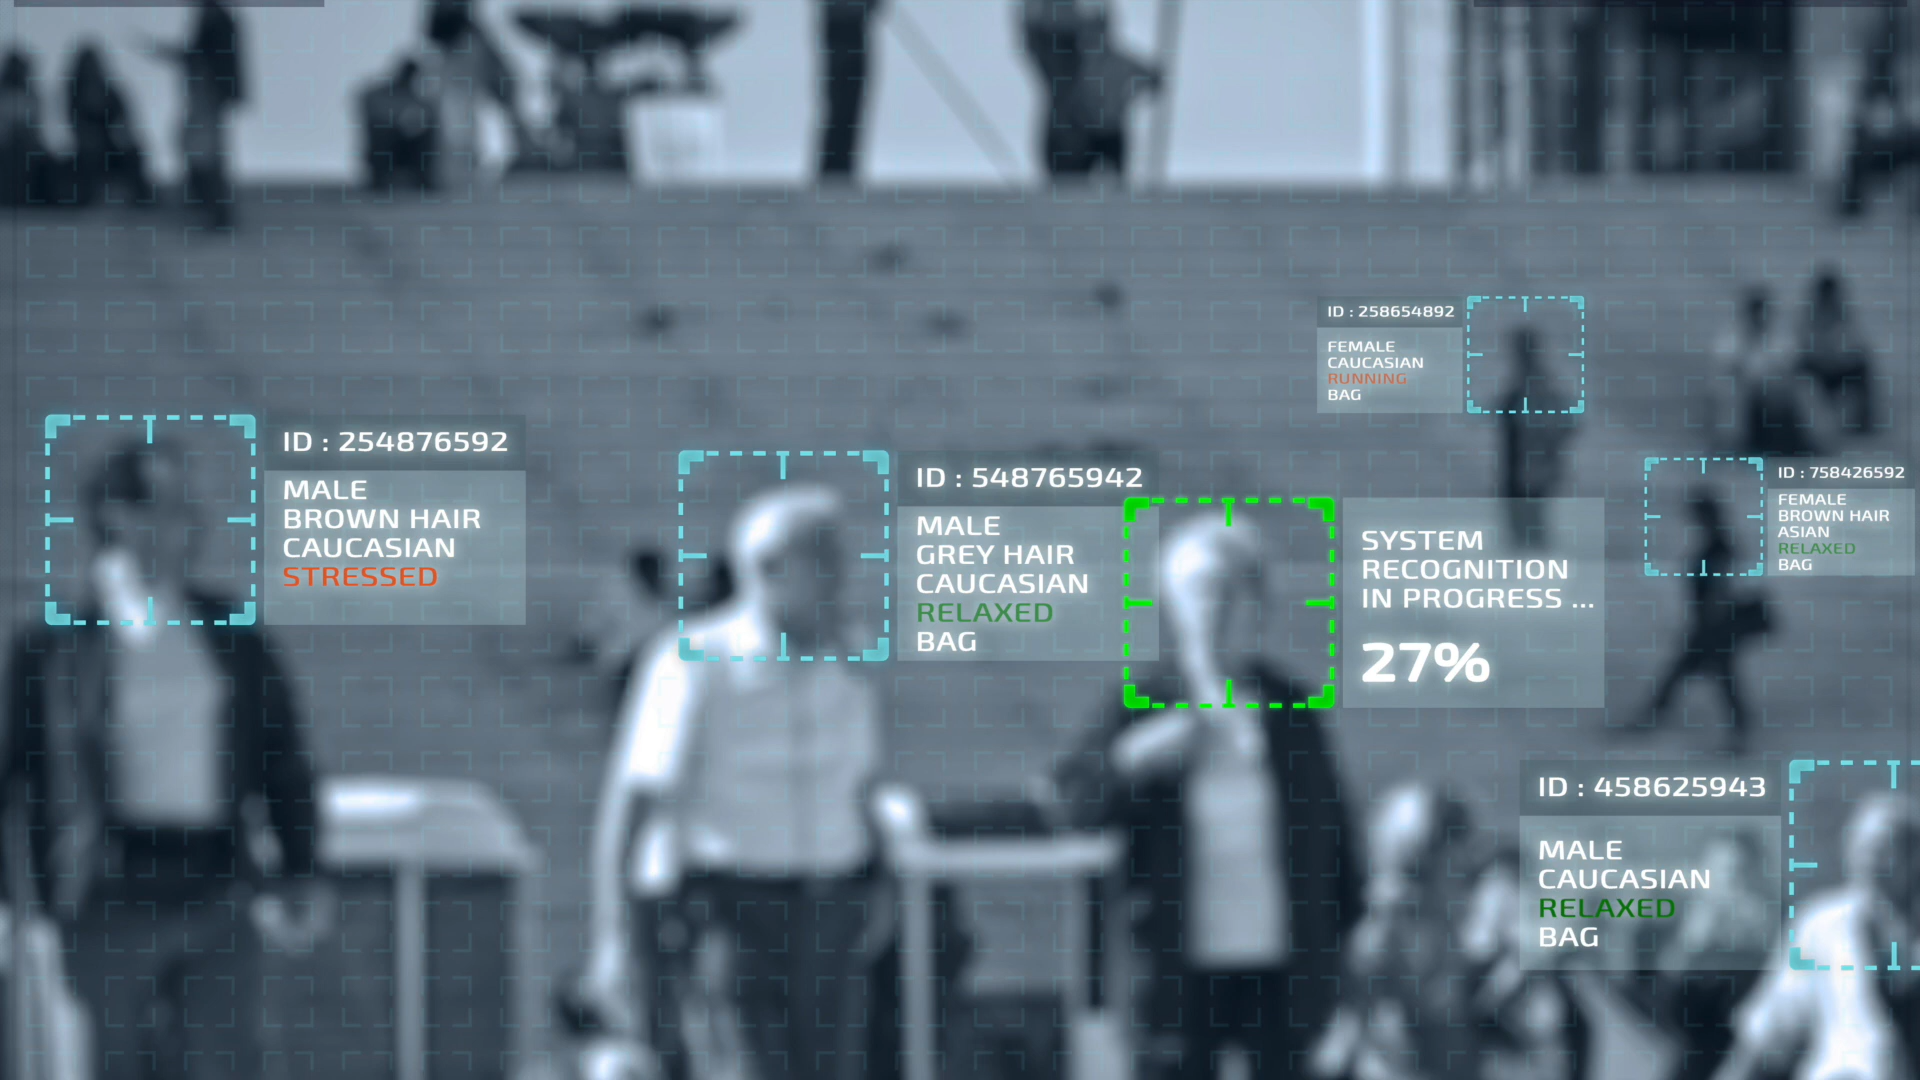 ID : 258654892
FEMALE
CAUCASIAN
RUNNING
BAG
ID : 254876592
MALE
BROWN HAIR
CAUCASIAN
STRESSED
ID : 548765942
MALE
GREY HAIR
CAUCASIAN
RELAXED
BAG
SYSTEM
RECOGNITION
IN PROGRESS ...
27%
ID : 758426592
FEMALE
BROWN HAIR
ASIAN
RELAXED
BAG
ID : 458625943
MALE
CAUCASIAN
RELAXED
BAG